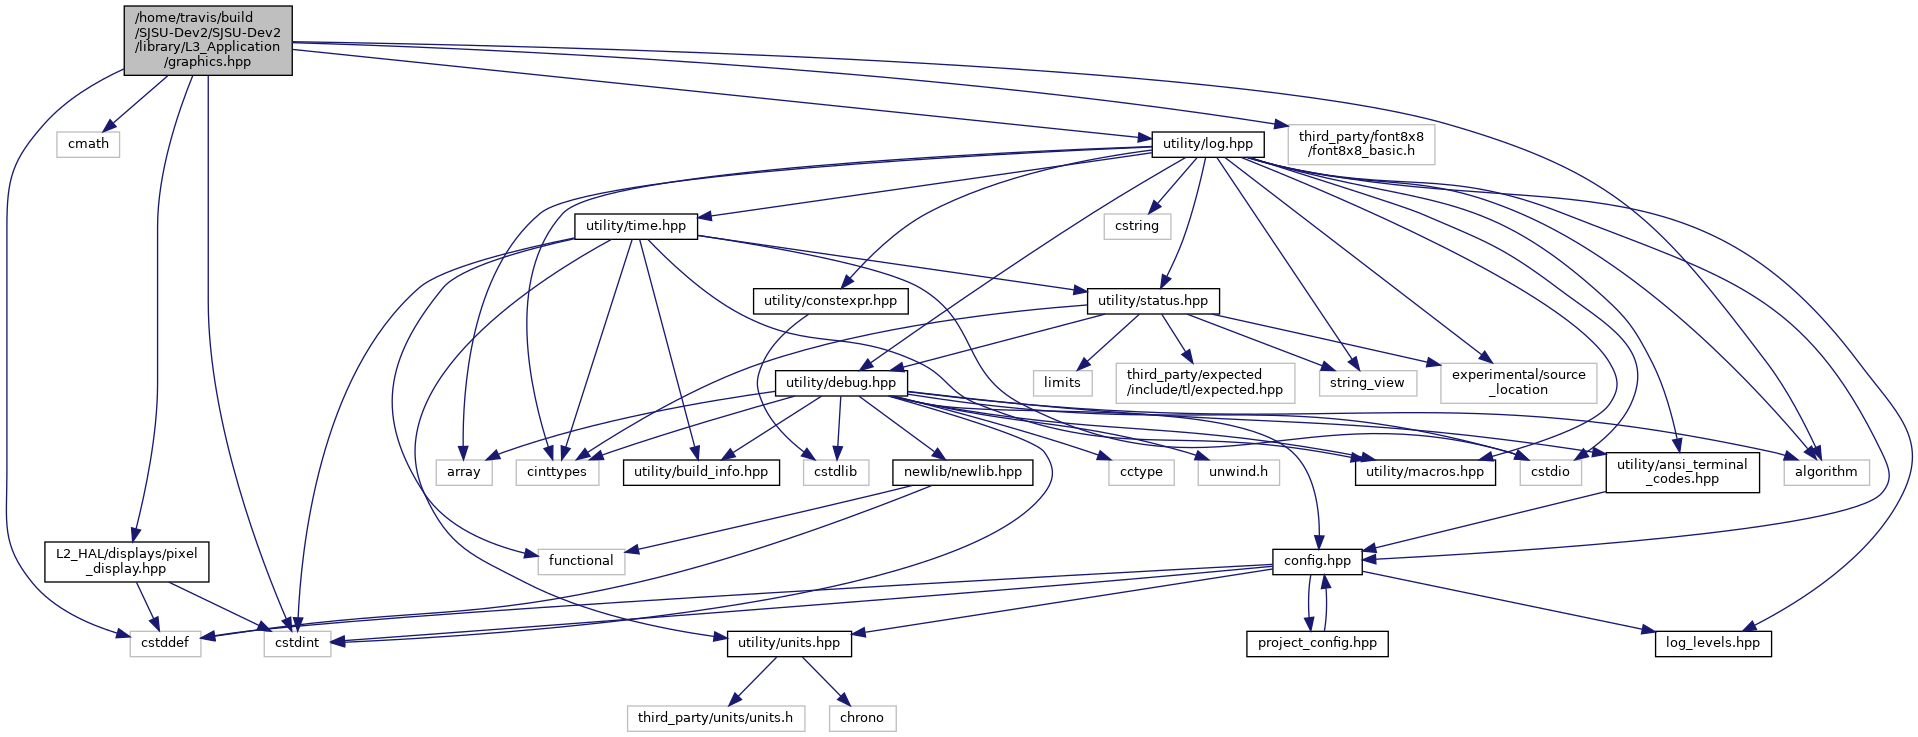 /home/travis/build
/SJSU-Dev2/SJSU-Dev2
/library/L3_Application
/graphics.hpp
cmath
utility/log.hpp
third_party/font8x8
/font8x8_basic.h
utility/time.hpp
cstring
utility/constexpr.hpp
utility/status.hpp
utility/debug.hpp
limits
third_party/expected
/include/tl/expected.hpp
string_view
experimental/source
_location
array
cinttypes
utility/build_info.hpp
cstdlib
newlib/newlib.hpp
cctype
unwind.h
utility/macros.hpp
cstdio
utility/ansi_terminal
_codes.hpp
algorithm
L2_HAL/displays/pixel
_display.hpp
functional
config.hpp
cstddef
cstdint
utility/units.hpp
project_config.hpp
log_levels.hpp
third_party/units/units.h
chrono